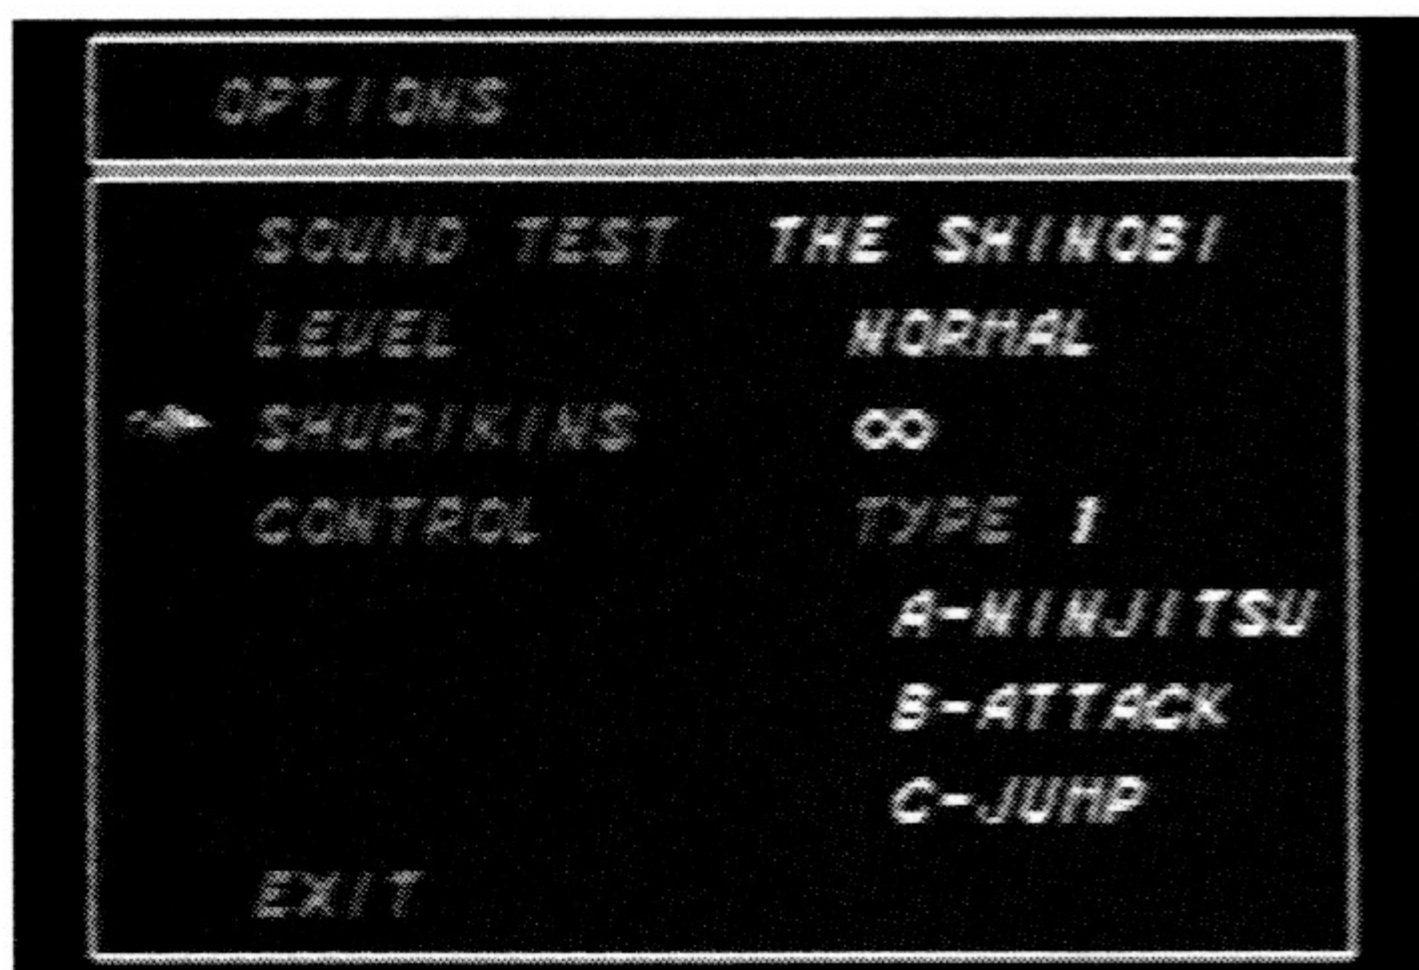 OPTIONS
SOUND TEST THE SHINOBI
LEVEL NORMAL
SHURIKINS ∞
CONTROL TYPE 1
A-NINJITSU
B-ATTACK
C-JUMP
EXIT